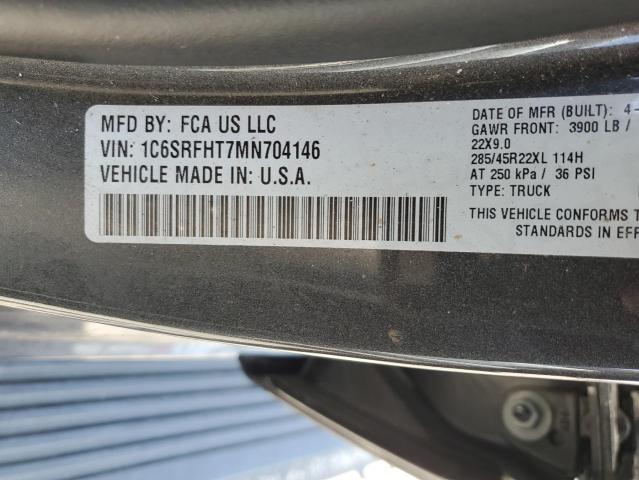 MFD BY: FCA US LLC
VIN: 1C6SRFHT7MN704146
VEHICLE MADE IN: U.S.A.
DATE OF MFR (BUILT): 4-
GAWR FRONT: 3900 LB /
22X9.0
285/45R22XL 114H
AT 250 kPa / 36 PSI
TYPE: TRUCK
THIS VEHICLE CONFORMS T
STANDARDS IN EFF